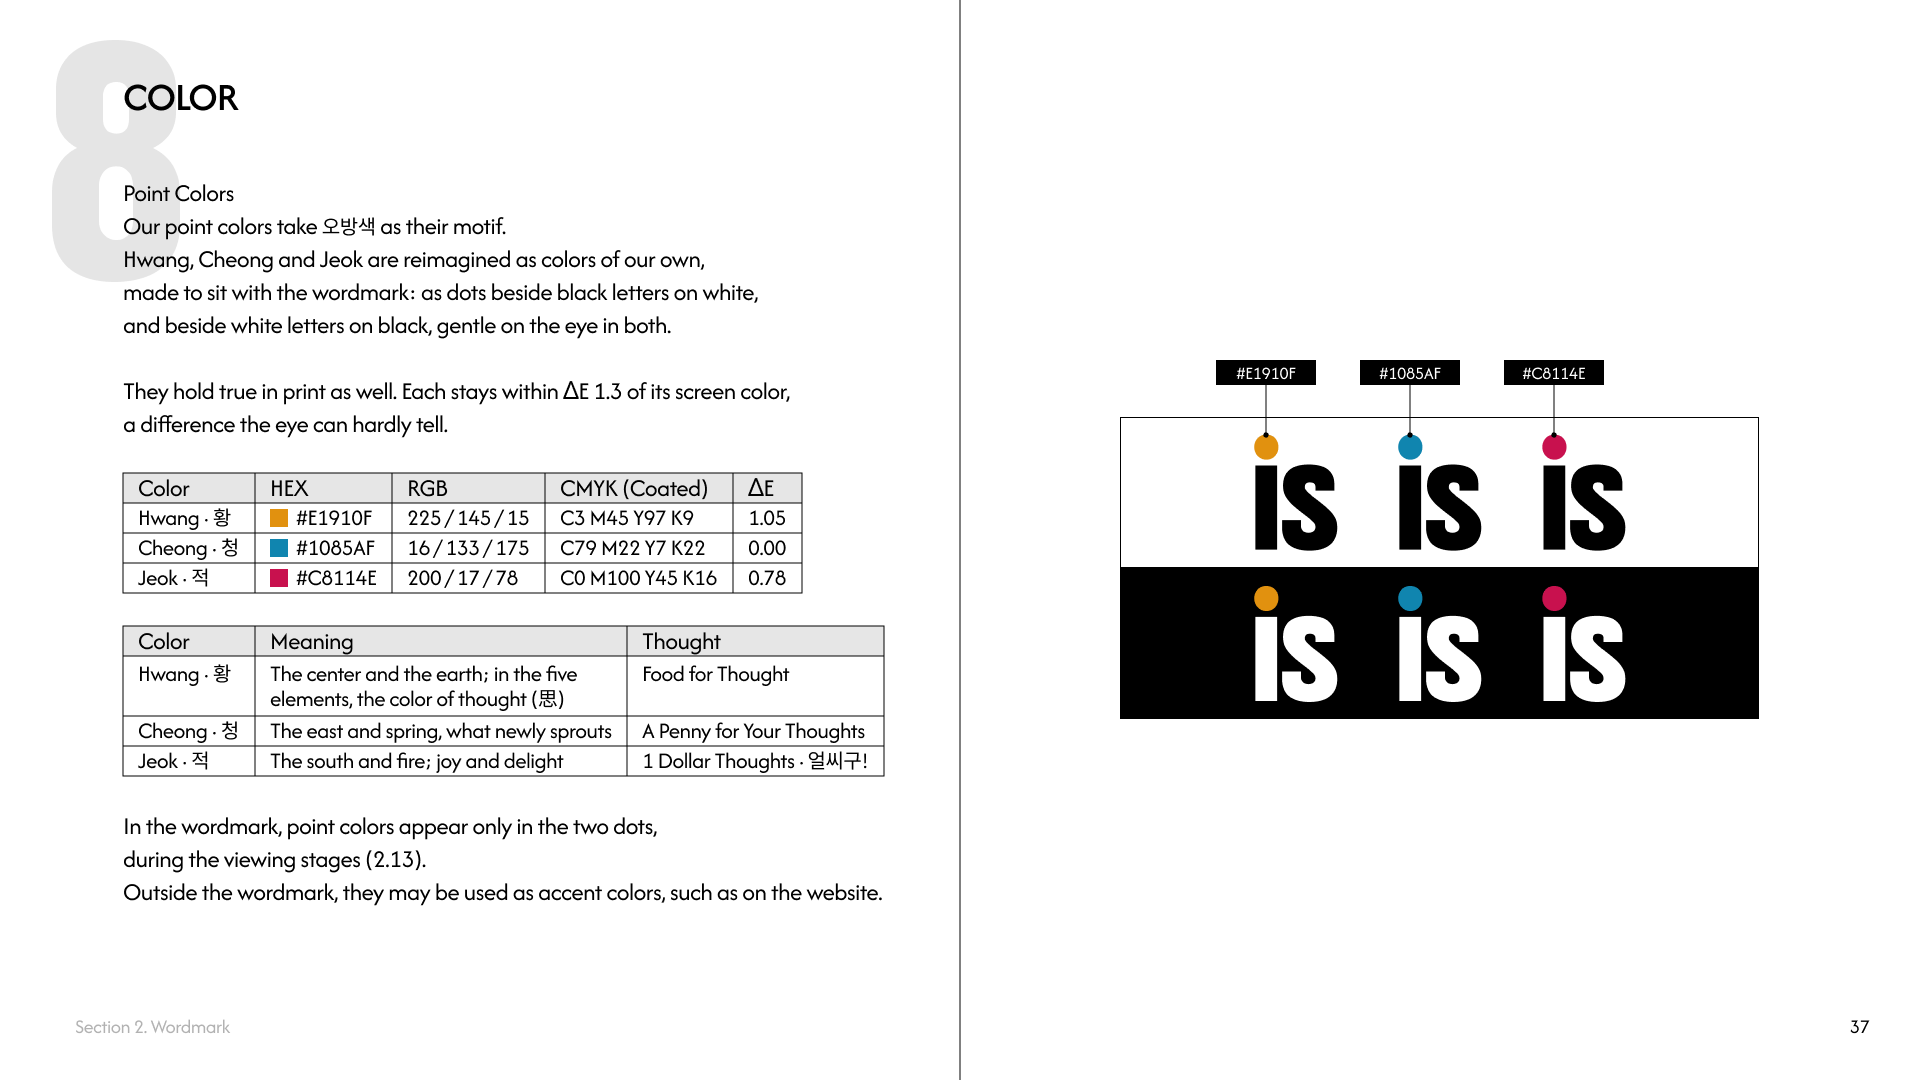 8
COLOR
Point Colors
Our point colors take 오방색 as their motif.
Hwang, Cheong and Jeok are reimagined as colors of our own,
made to sit with the wordmark: as dots beside black letters on white,
and beside white letters on black, gentle on the eye in both.
They hold true in print as well. Each stays within ΔE 1.3 of its screen color,
a difference the eye can hardly tell.
Color HEX RGB CMYK (Coated) ΔE
Hwang · 황 #E1910F 225 / 145 / 15 C3 M45 Y97 K9 1.05
Cheong · 청 #1085AF 16 / 133 / 175 C79 M22 Y7 K22 0.00
Jeok · 적 #C8114E 200 / 17 / 78 C0 M100 Y45 K16 0.78
Color Meaning Thought
Hwang · 황 The center and the earth; in the five Food for Thought
elements, the color of thought (思)
Cheong · 청 The east and spring, what newly sprouts A Penny for Your Thoughts
Jeok · 적 The south and fire; joy and delight 1 Dollar Thoughts · 얼씨구!
In the wordmark, point colors appear only in the two dots,
during the viewing stages (2.13).
Outside the wordmark, they may be used as accent colors, such as on the website.
Section 2. Wordmark
#E1910F #1085AF #C8114E
is is is
is is is
37